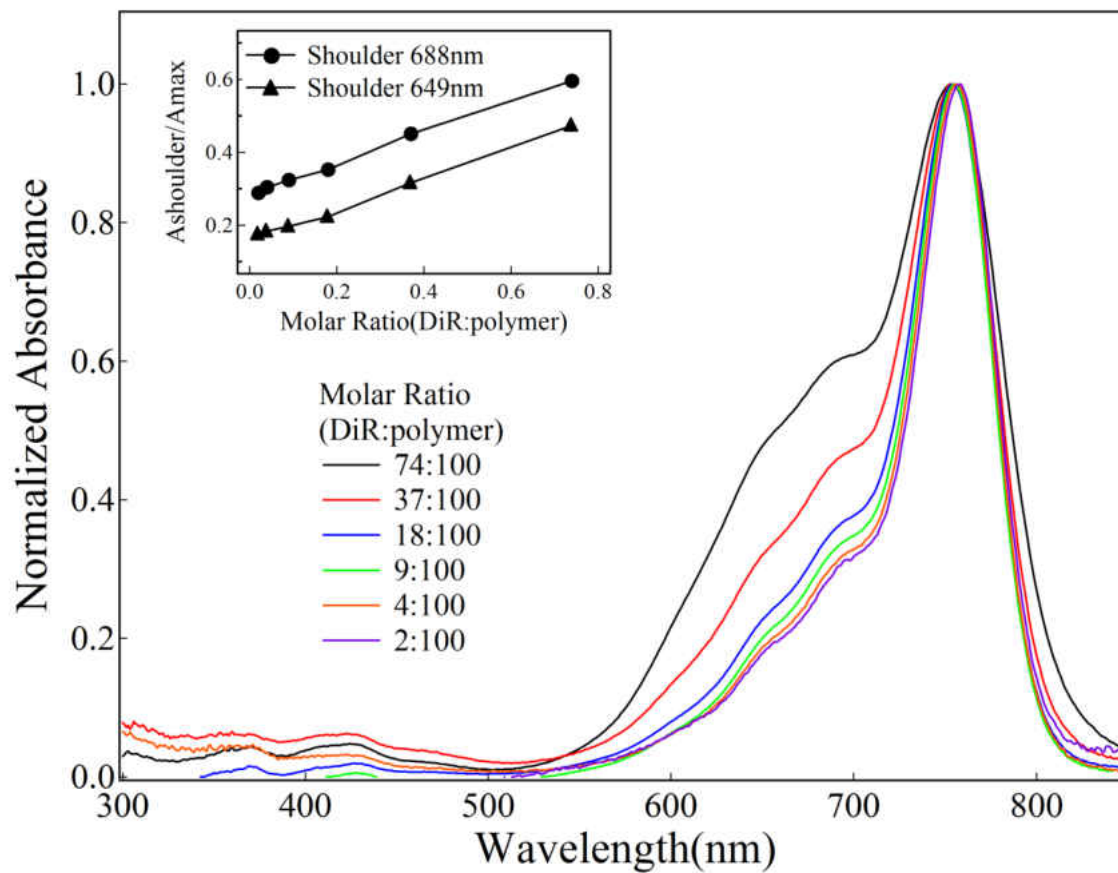 Shoulder 688nm
Shoulder 649nm
Ashoulder/Amax
0.6
0.4
0.2
0.0 0.2 0.4 0.6 0.8
Molar Ratio(DiR:polymer)
Normalized Absorbance
1.0
0.8
0.6
0.4
0.2
0.0
Molar Ratio
(DiR:polymer)
74:100
37:100
18:100
9:100
4:100
2:100
300 400 500 600 700 800
Wavelength(nm)